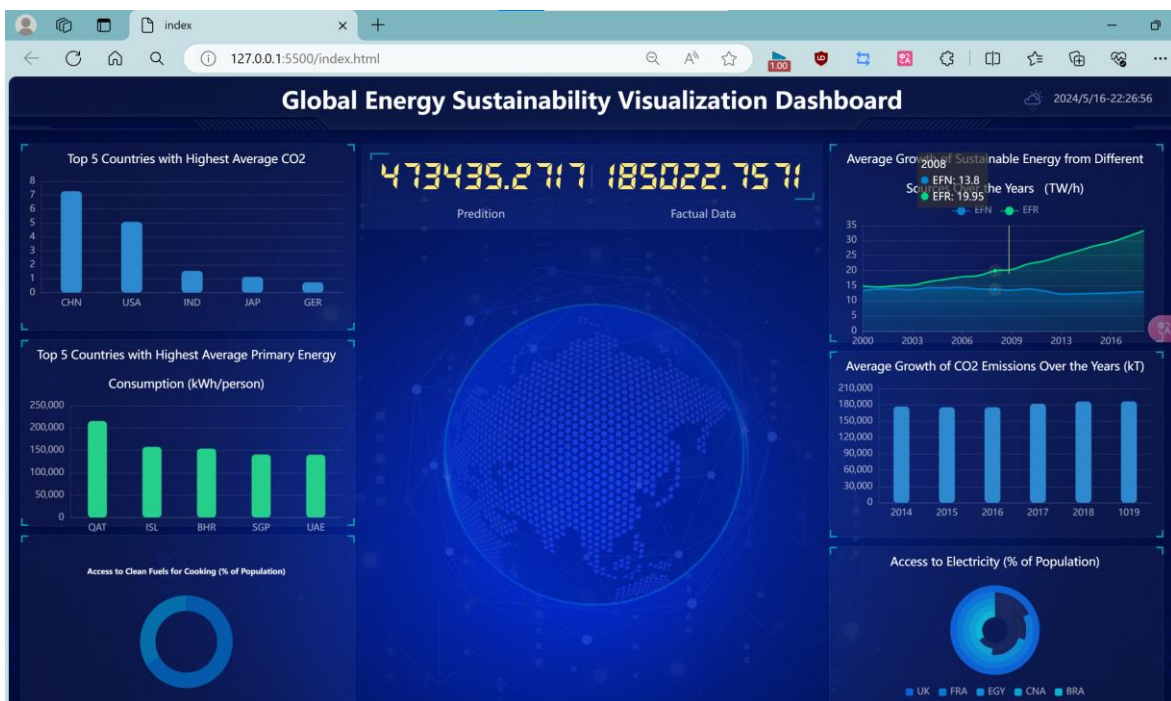 index
127.0.0.1:5500/index.html
1.00
Global Energy Sustainability Visualization Dashboard
2024/5/16-22:26:56
Top 5 Countries with Highest Average CO2
8
7
6
5
4
3
2
1
0
CHN USA IND JAP GER
Top 5 Countries with Highest Average Primary Energy
Consumption (kWh/person)
250,000
200,000
150,000
100,000
50,000
0
QAT ISL BHR SGP UAE
Access to Clean Fuels for Cooking (% of Population)
473435.2717 185022.7571
Predition Factual Data
Average Growth of Sustainable Energy from Different
Sources Over the Years (TW/h)
2008
EFN: 13.8
EFR: 19.95
EFN EFR
35
30
25
20
15
10
5
0
2000 2003 2006 2009 2013 2016
Average Growth of CO2 Emissions Over the Years (kT)
210,000
180,000
150,000
120,000
90,000
60,000
30,000
0
2014 2015 2016 2017 2018 1019
Access to Electricity (% of Population)
UK FRA EGY CNA BRA